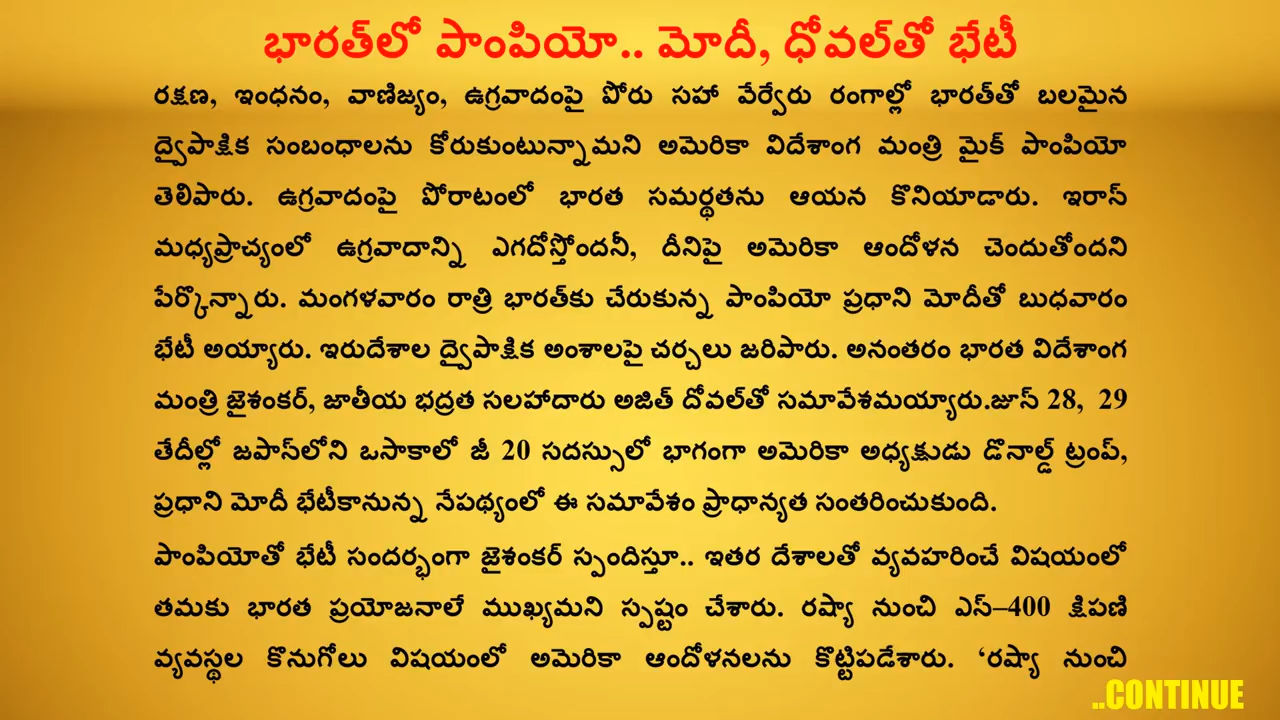 భారత్‌లో పాంపియో.. మోదీ, ధోవల్‌తో భేటీ
రక్షణ, ఇంధనం, వాణిజ్యం, ఉగ్రవాదంపై పోరు సహా వేర్వేరు రంగాల్లో భారత్‌తో బలమైన
ద్వైపాక్షిక సంబంధాలను కోరుకుంటున్నామని అమెరికా విదేశాంగ మంత్రి మైక్ పాంపియో
తెలిపారు. ఉగ్రవాదంపై పోరాటంలో భారత సమర్థతను ఆయన కొనియాడారు. ఇరాన్
మధ్యప్రాచ్యంలో ఉగ్రవాదాన్ని ఎగదోస్తోందనీ, దీనిపై అమెరికా ఆందోళన చెందుతోందని
పేర్కొన్నారు. మంగళవారం రాత్రి భారత్‌కు చేరుకున్న పాంపియో ప్రధాని మోదీతో బుధవారం
భేటీ అయ్యారు. ఇరుదేశాల ద్వైపాక్షిక అంశాలపై చర్చలు జరిపారు. అనంతరం భారత విదేశాంగ
మంత్రి జైశంకర్, జాతీయ భద్రత సలహాదారు అజిత్ దోవల్‌తో సమావేశమయ్యారు.జూన్ 28, 29
తేదీల్లో జపాన్‌లోని ఒసాకాలో జీ 20 సదస్సులో భాగంగా అమెరికా అధ్యక్షుడు డొనాల్డ్ ట్రంప్,
ప్రధాని మోదీ భేటీకానున్న నేపథ్యంలో ఈ సమావేశం ప్రాధాన్యత సంతరించుకుంది.
పాంపియోతో భేటీ సందర్భంగా జైశంకర్ స్పందిస్తూ.. ఇతర దేశాలతో వ్యవహరించే విషయంలో
తమకు భారత ప్రయోజనాలే ముఖ్యమని స్పష్టం చేశారు. రష్యా నుంచి ఎస్–400 క్షిపణి
వ్యవస్థల కొనుగోలు విషయంలో అమెరికా ఆందోళనలను కొట్టిపడేశారు. ‘రష్యా నుంచి
..CONTINUE